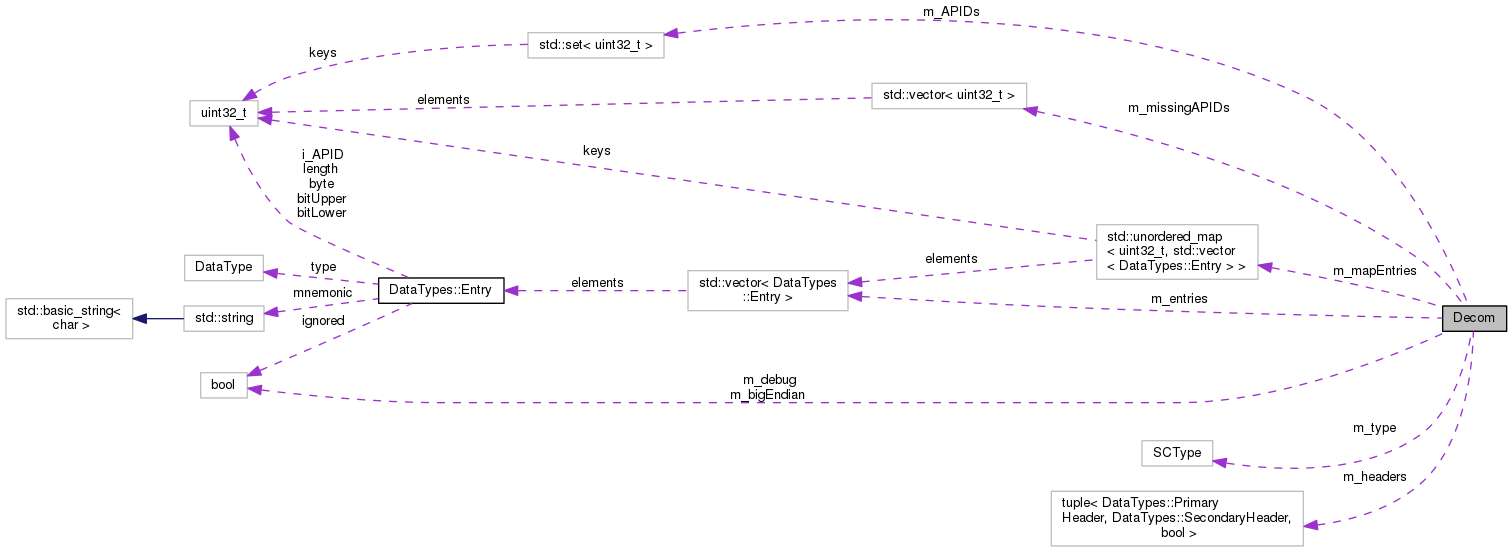 m_APIDs
std::set< uint32_t >
keys
std::vector< uint32_t >
elements
uint32_t
m_missingAPIDs
keys
i_APID
length
byte
bitUpper
bitLower
std::unordered_map
< uint32_t, std::vector
< DataTypes::Entry > >
DataType
type
elements
m_mapEntries
std::vector< DataTypes
::Entry >
elements
DataTypes::Entry
mnemonic
m_entries
std::basic_string<
char >
std::string
ignored
Decom
bool
m_debug
m_bigEndian
m_type
SCType
m_headers
tuple< DataTypes::Primary
Header, DataTypes::SecondaryHeader,
bool >